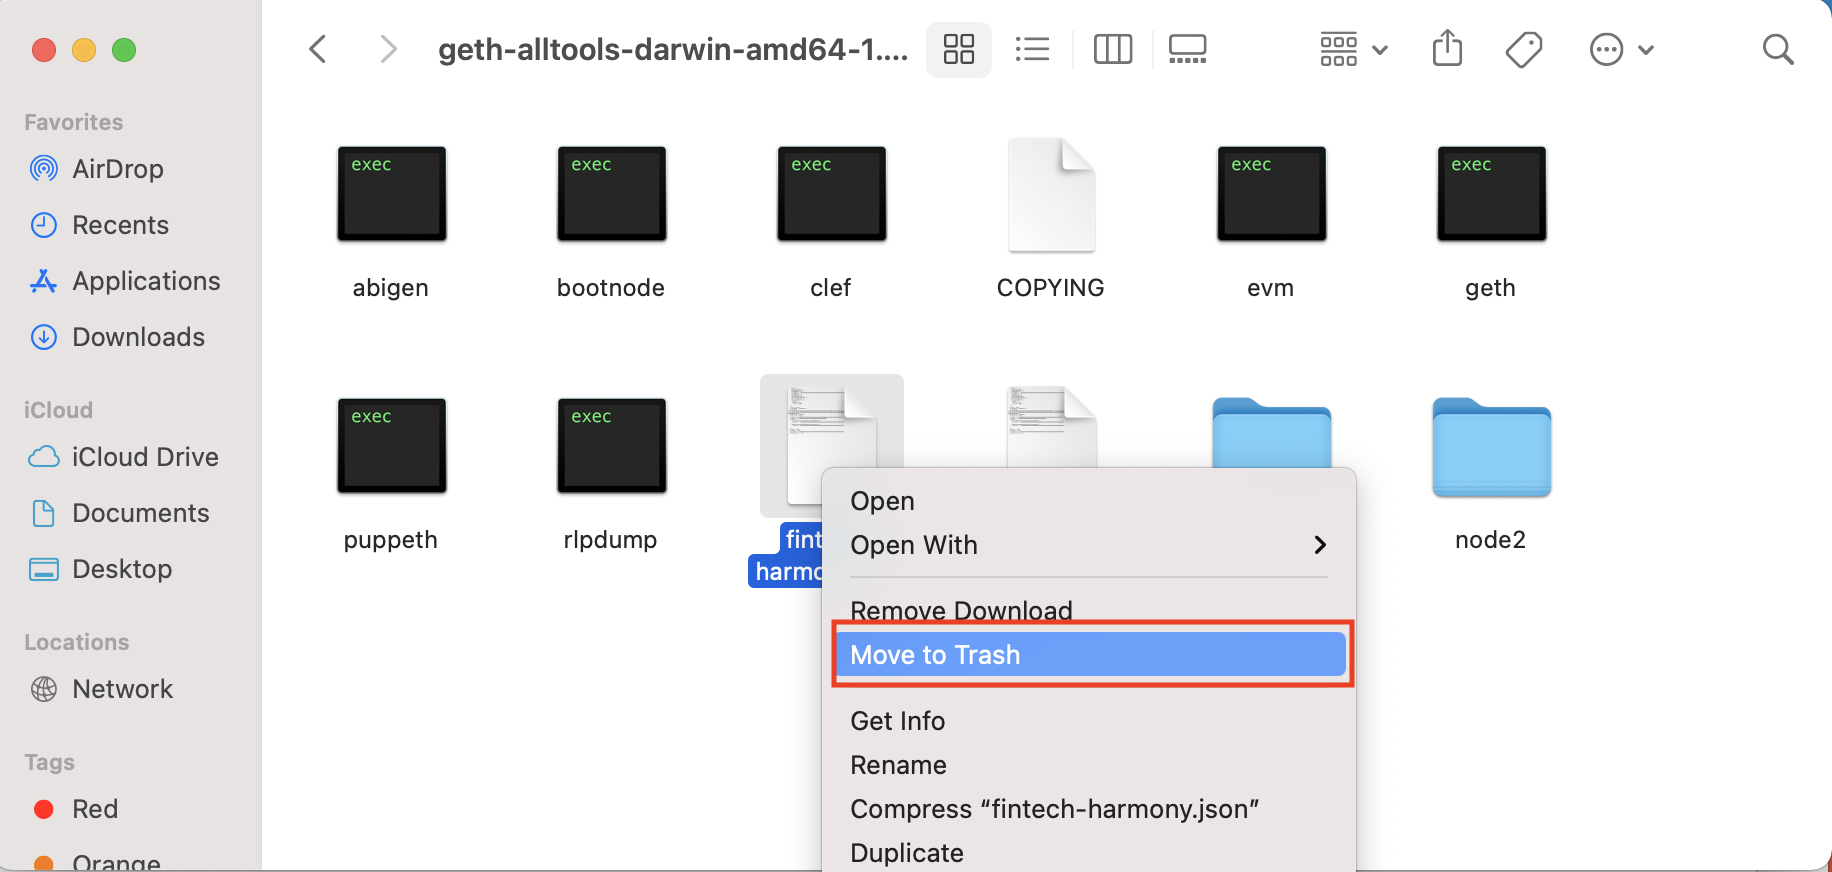 geth-alltools-darwin-amd64-1....
Favorites
AirDrop
Recents
Applications
Downloads
iCloud
iCloud Drive
Documents
Desktop
Locations
Network
Tags
Red
Orange
exec
exec
exec
exec
exec
abigen
bootnode
clef
COPYING
evm
geth
exec
exec
puppeth
rlpdump
fint
harmo
node2
Open
Open With
Remove Download
Move to Trash
Get Info
Rename
Compress “fintech-harmony.json”
Duplicate